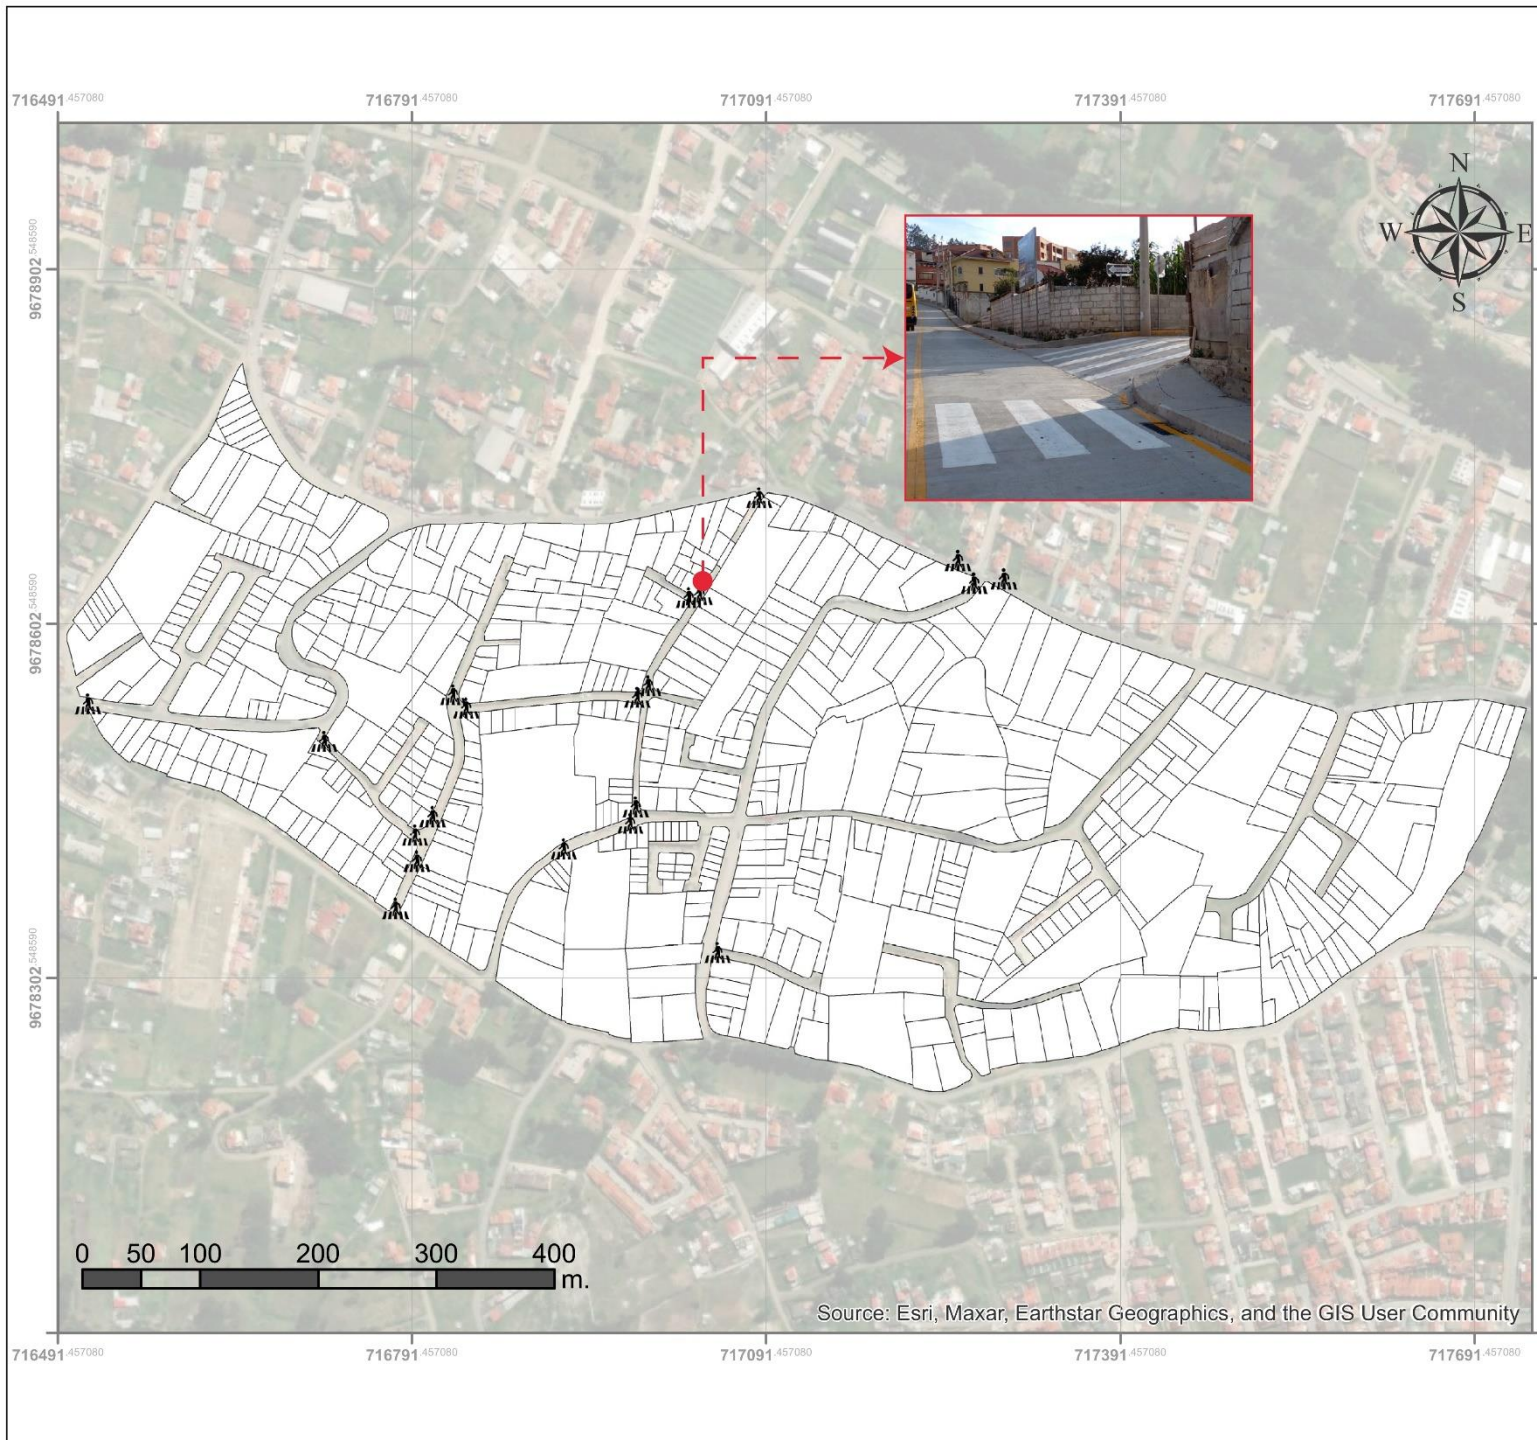 716491.457080 716791.457080 717091.457080 717391.457080 717691.457080
N
W E
S
9678902.548590
9678602.548590
9678302.548590
0 50 100 200 300 400
m.
Source: Esri, Maxar, Earthstar Geographics, and the GIS User Community
716491.457080 716791.457080 717091.457080 717391.457080 717691.457080